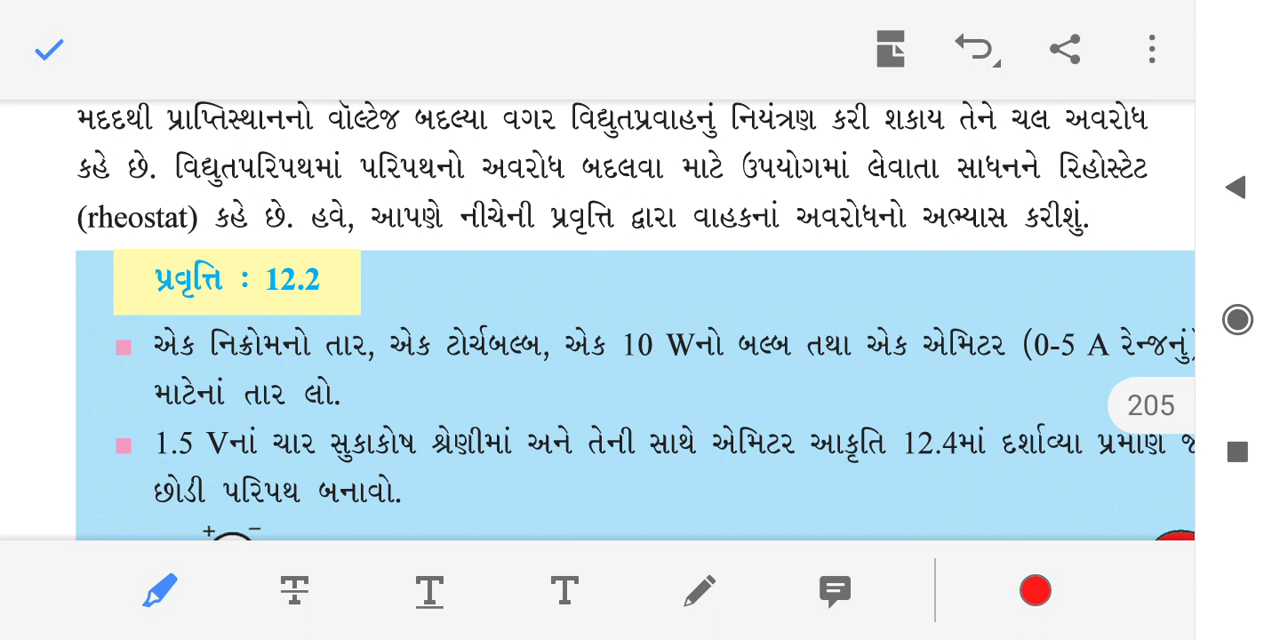 મદદથી પ્રાપ્તિસ્થાનનો વૉલ્ટેજ બદલ્યા વગર વિદ્યુતપ્રવાહનું નિયંત્રણ કરી શકાય તેને ચલ અવરોધ
કહે છે. વિદ્યુતપરિપથમાં પરિપથનો અવરોધ બદલવા માટે ઉપયોગમાં લેવાતા સાધનને રિહોસ્ટેટ
(rheostat) કહે છે. હવે, આપણે નીચેની પ્રવૃત્તિ દ્વારા વાહકનાં અવરોધનો અભ્યાસ કરીશું.
પ્રવૃત્તિ : 12.2
એક નિક્રોમનો તાર, એક ટોર્ચબલ્બ, એક 10 Wનો બલ્બ તથા એક એમિટર (0-5 A રેન્જનું)
માટેનાં તાર લો.
205
1.5 Vનાં ચાર સુકાકોષ શ્રેણીમાં અને તેની સાથે એમિટર આકૃતિ 12.4માં દર્શાવ્યા પ્રમાણ
છોડી પરિપથ બનાવો.
+ −
T T T